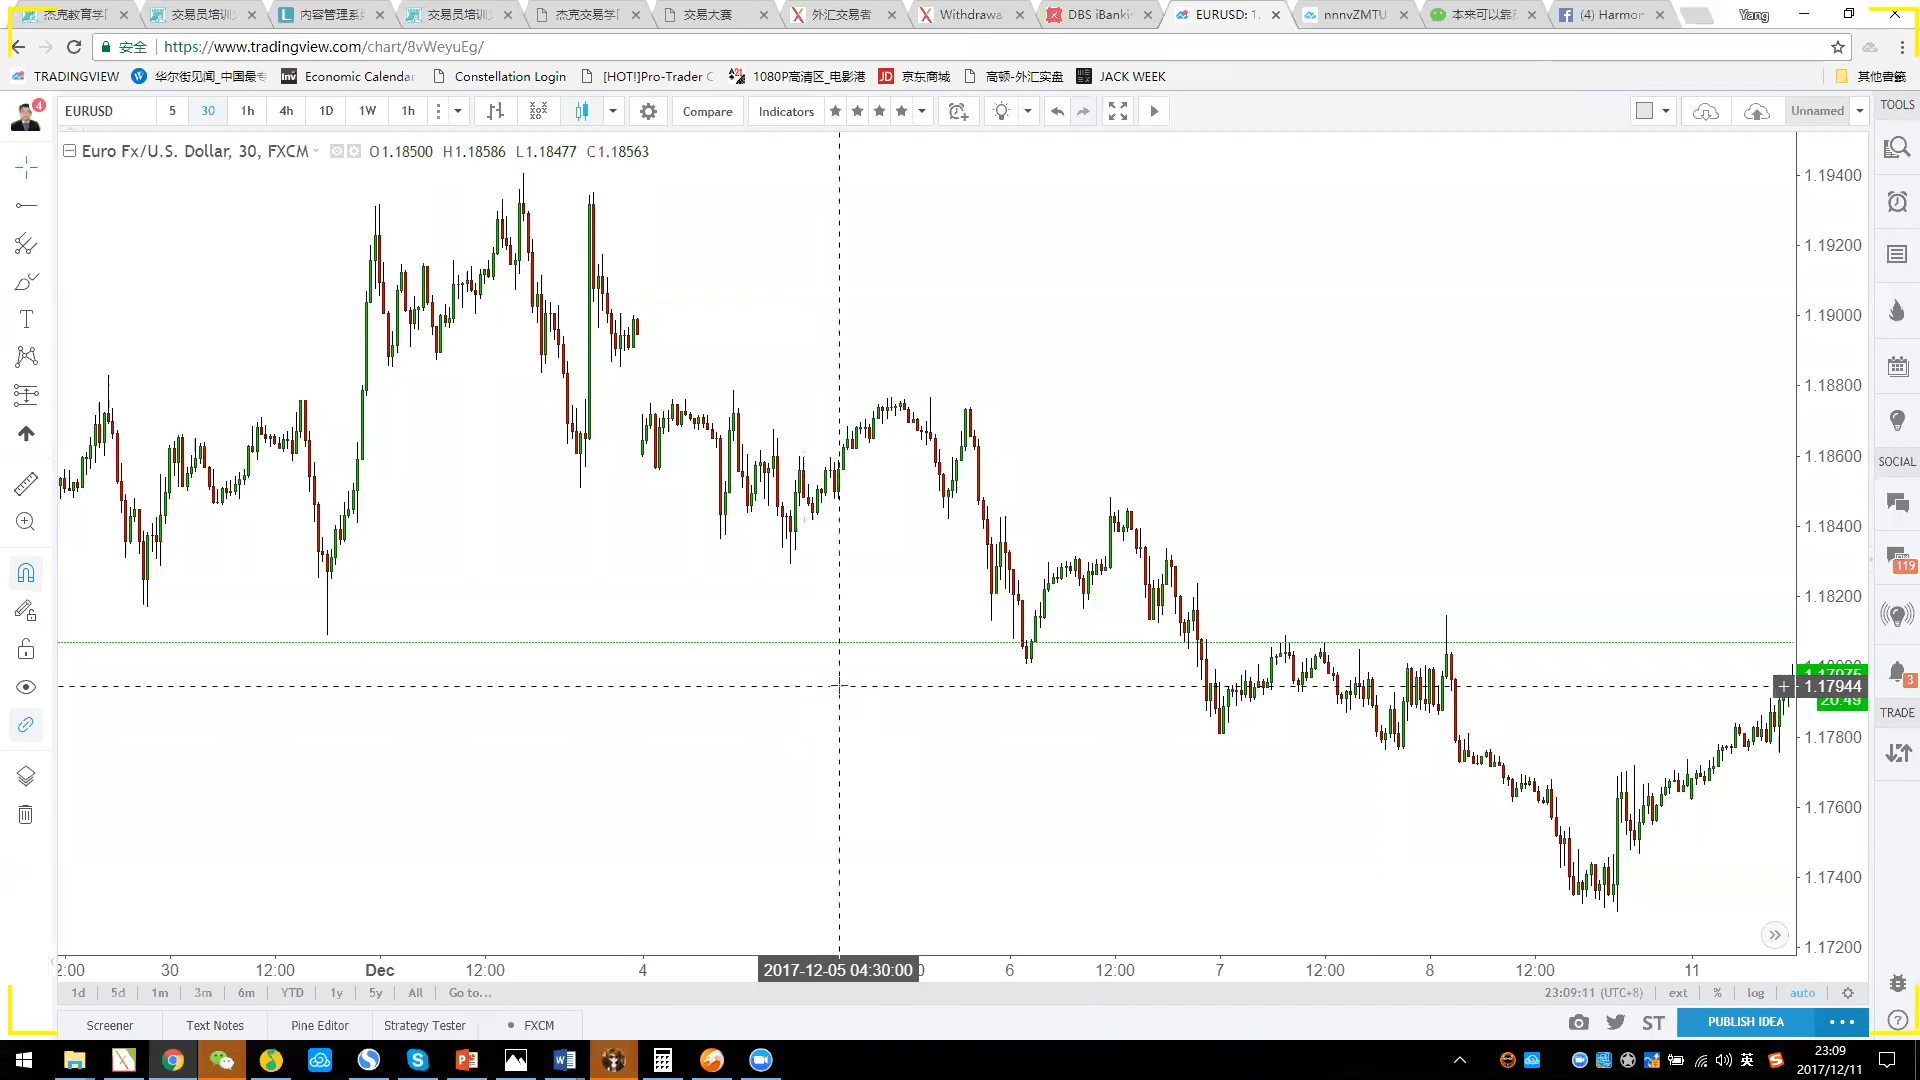 杰克教育学 交易员培训 内容管理系统 交易员培训 杰克交易学 交易大赛 外汇交易者 Withdrawa DBS iBanki EURUSD: 1. nnnvZMTU 本来可以靠 (4) Harmon Yang
安全 https://www.tradingview.com/chart/8vWeyuEg/
TRADINGVIEW 华尔街见闻_中国最专 Economic Calendar Constellation Login [HOT!]Pro-Trader C 1080P高清区_电影港 京东商城 高顿-外汇实盘 JACK WEEK 其他書籤
4 EURUSD 5 30 1h 4h 1D 1W 1h Compare Indicators Unnamed TOOLS
Euro Fx/U.S. Dollar, 30, FXCM O1.18500 H1.18586 L1.18477 C1.18563
1.19400
1.19200
1.19000
1.18800
1.18600
SOCIAL
1.18400
119
1.18200
1.17944
3
20:49
TRADE
1.17800
1.17600
1.17400
1.17200
2:00 30 12:00 Dec 12:00 4 2017-12-05 04:30:00 6 12:00 7 12:00 8 12:00 11
1d 5d 1m 3m 6m YTD 1y 5y All Go to... 23:09:11 (UTC+8) ext % log auto
Screener Text Notes Pine Editor Strategy Tester FXCM ST PUBLISH IDEA
英 23:09
2017/12/11